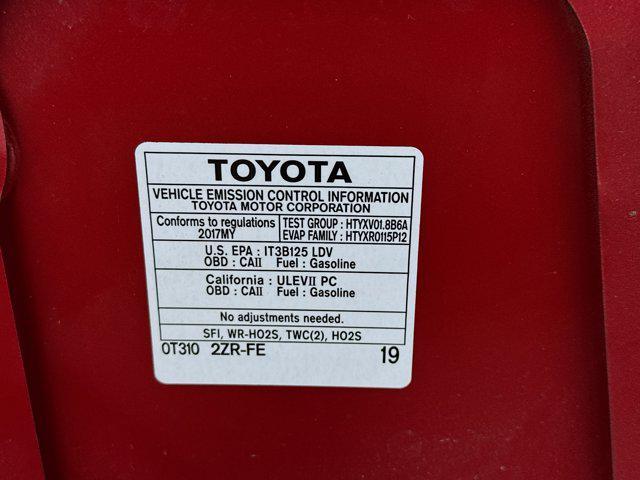 TOYOTA
VEHICLE EMISSION CONTROL INFORMATION
TOYOTA MOTOR CORPORATION
Conforms to regulations
2017MY
TEST GROUP : HTYXV01.8B6A
EVAP FAMILY : HTYXR0115P12
U.S. EPA : IT3B125 LDV
OBD : CAII Fuel : Gasoline
California : ULEVII PC
OBD : CAII Fuel : Gasoline
No adjustments needed.
SFI, WR-HO2S, TWC(2), HO2S
0T310 2ZR-FE 19